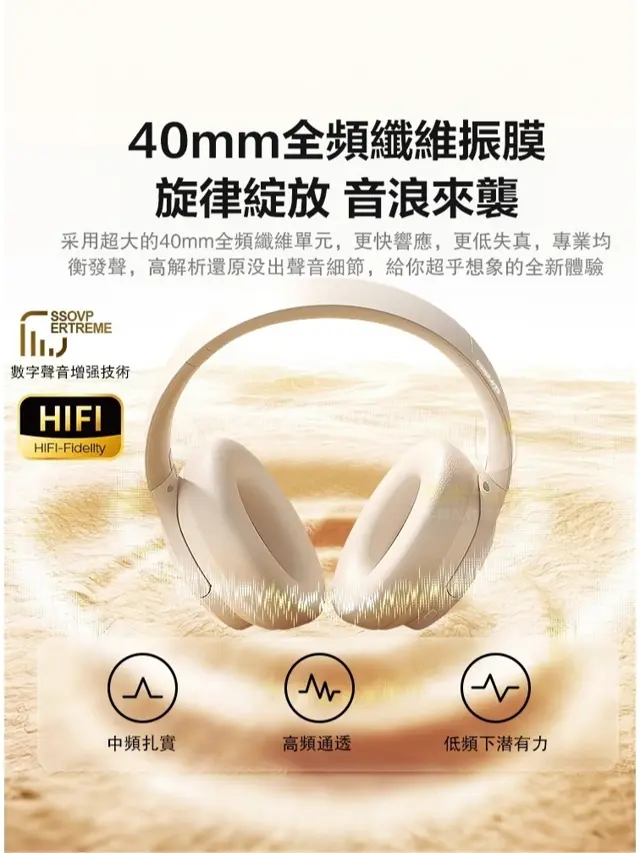 40mm全頻纖維振膜
旋律綻放 音浪來襲
采用超大的40mm全頻纖維單元，更快響應，更低失真，專業均
衡發聲，高解析還原没出聲音細節，給你超乎想象的全新體驗
SSOVP
ERTREME
數字聲音增强技術
HIFI
HIFI-Fidelity
中頻扎實
高頻通透
低頻下潜有力